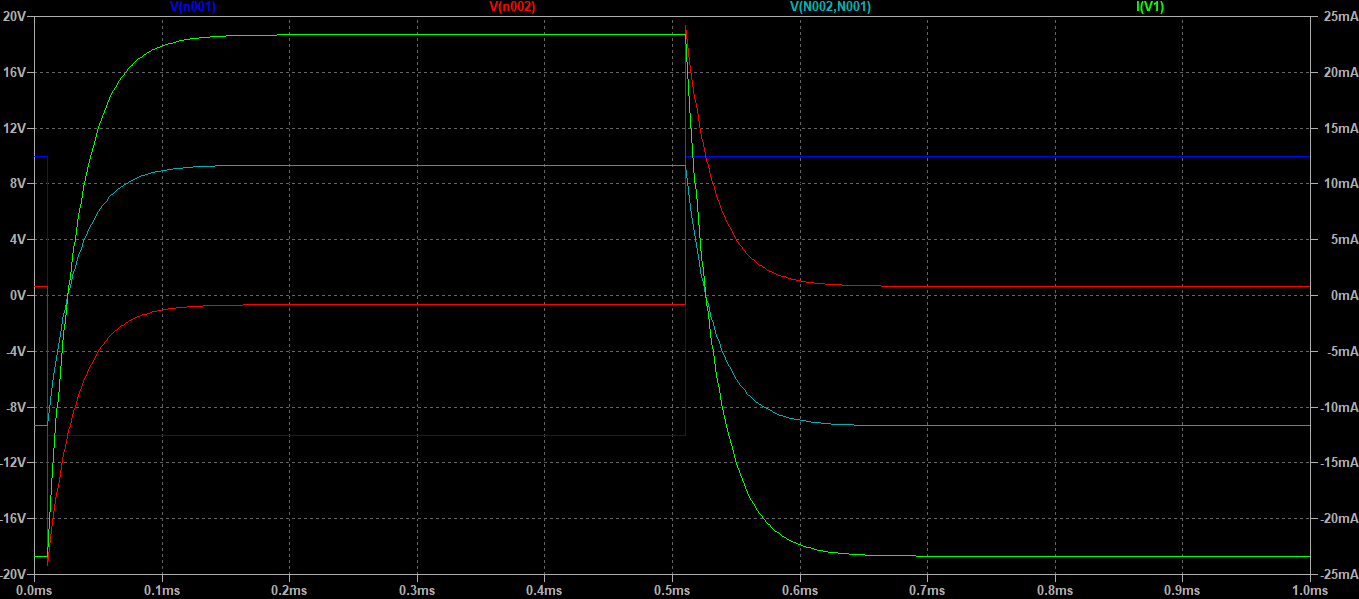 V(n001) V(n002) V(N002,N001) I(V1)
20V 25mA
16V 20mA
12V 15mA
8V 10mA
4V 5mA
0V 0mA
-4V -5mA
-8V -10mA
-12V -15mA
-16V -20mA
-20V -25mA
0.0ms 0.1ms 0.2ms 0.3ms 0.4ms 0.5ms 0.6ms 0.7ms 0.8ms 0.9ms 1.0ms